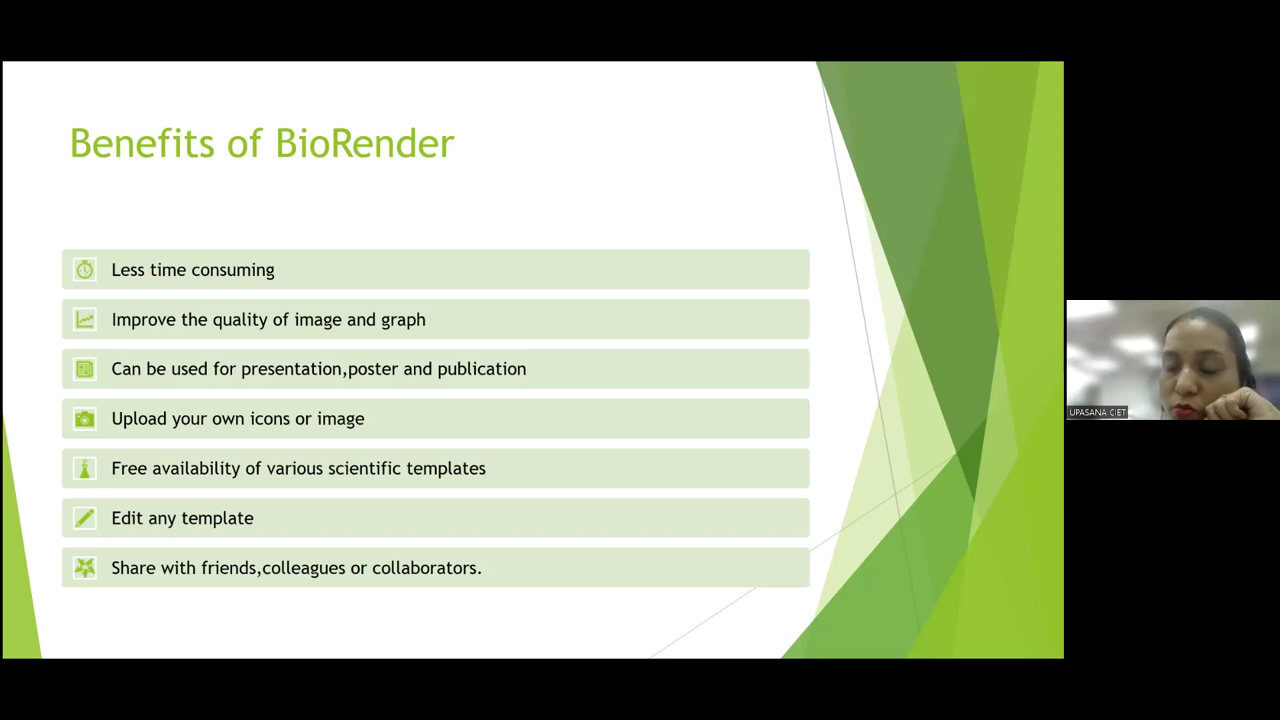 Benefits of BioRender
Less time consuming
Improve the quality of image and graph
Can be used for presentation,poster and publication
Upload your own icons or image
Free availability of various scientific templates
Edit any template
Share with friends,colleagues or collaborators.
UPASANA CIET